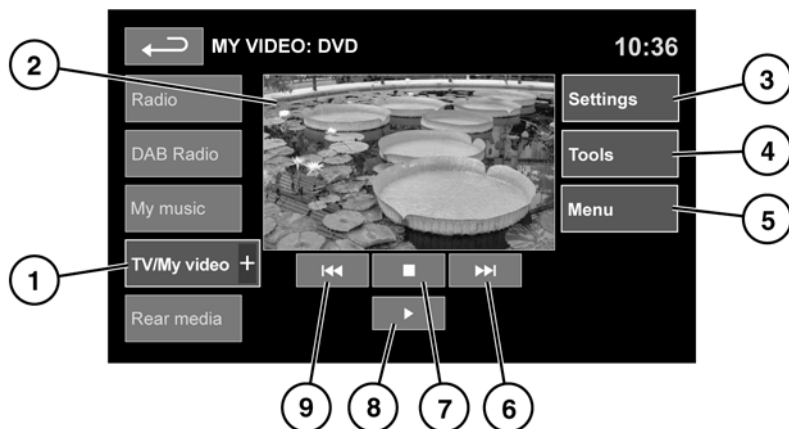 MY VIDEO: DVD
10:36
2
Radio
Settings
3
DAB Radio
Tools
4
My music
Menu
5
1
TV/My video +
Rear media
9
8
7
6